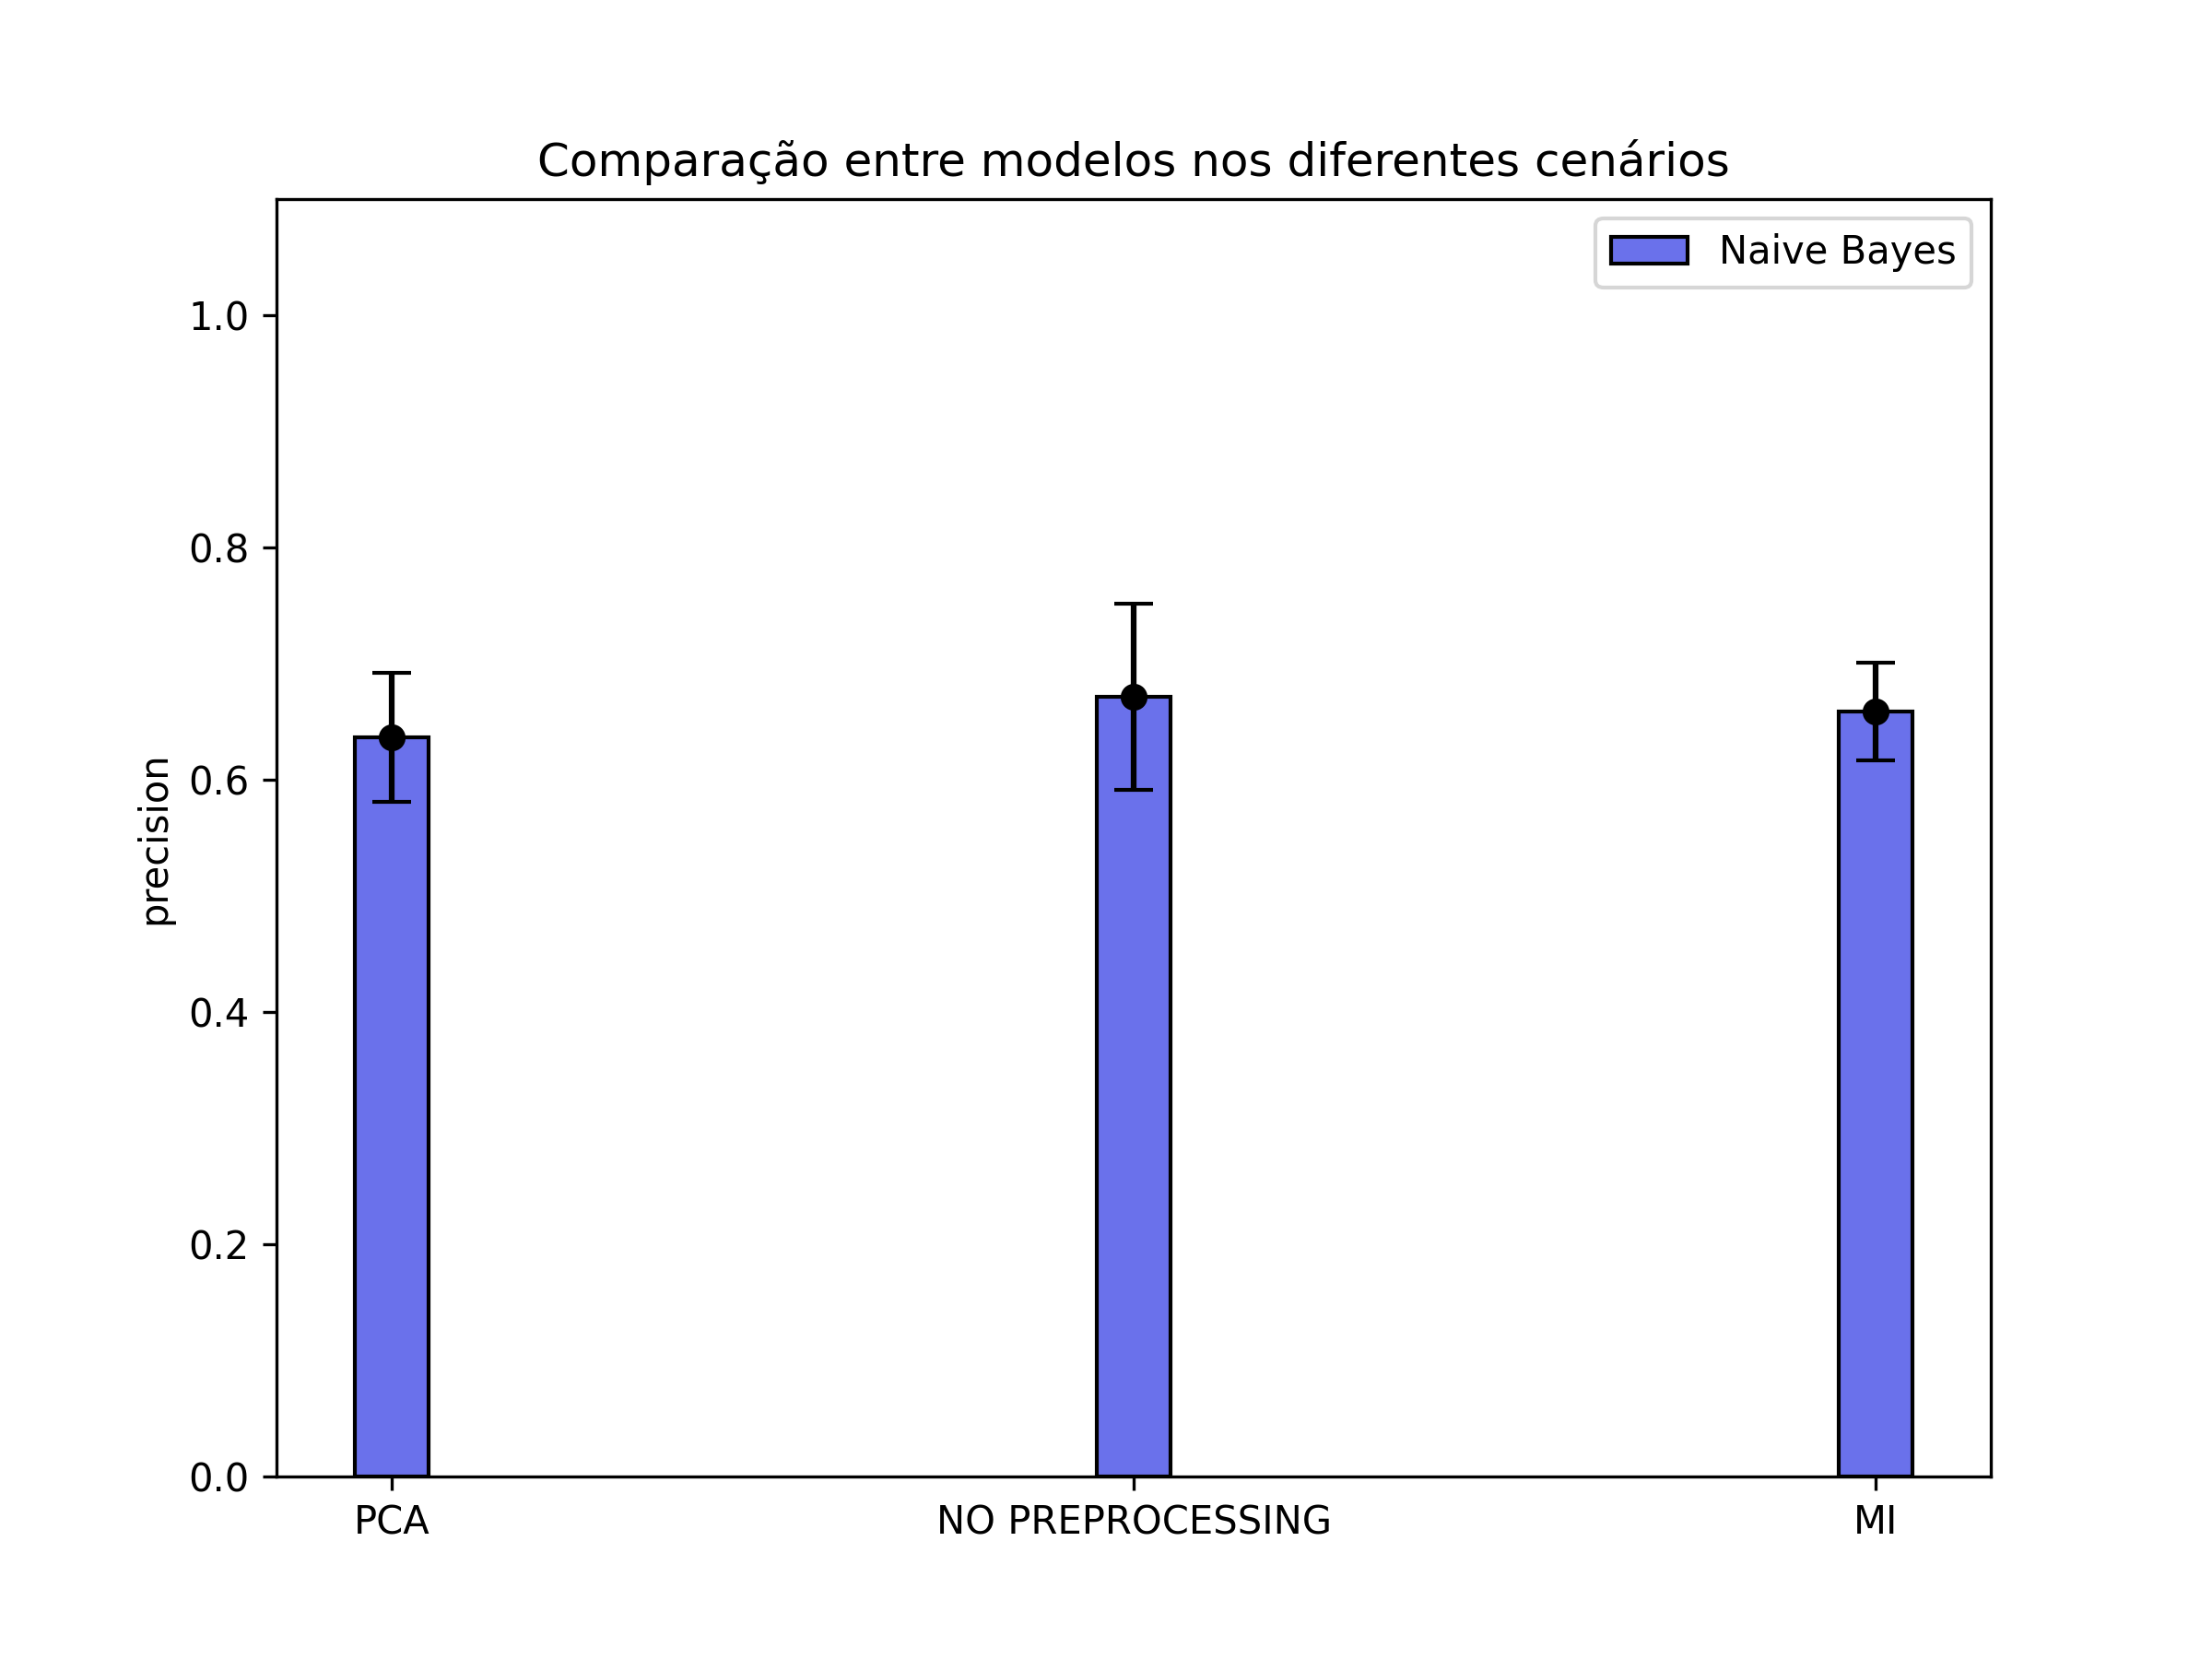 Comparação entre modelos nos diferentes cenários
Naive Bayes
1.0
0.8
0.6
0.4
0.2
0.0
precision
PCA
NO PREPROCESSING
MI